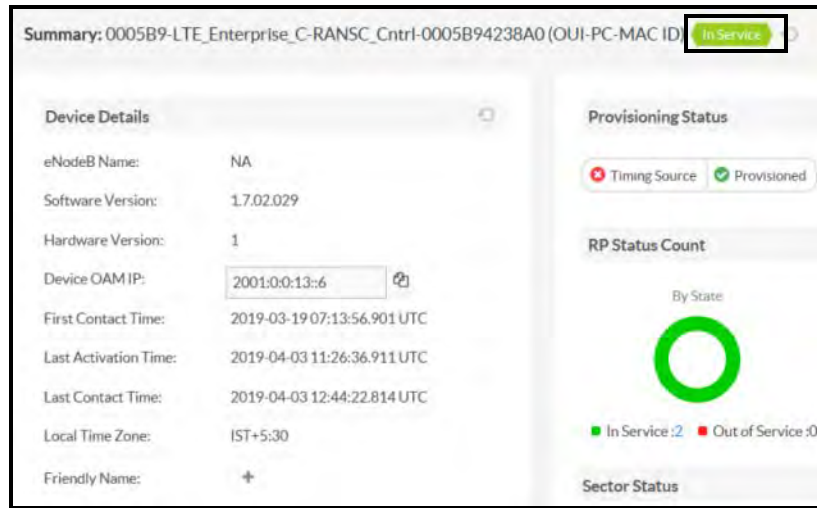 Summary: 0005B9-LTE_Enterprise_C-RANSC_Cntrl-0005B94238A0 (OUI-PC-MAC ID) In Service
Device Details
eNodeB Name: NA
Software Version: 1.7.02.029
Hardware Version: 1
Device OAM IP: 2001:0:0:13::6
First Contact Time: 2019-03-19 07:13:56.901 UTC
Last Activation Time: 2019-04-03 11:26:36.911 UTC
Last Contact Time: 2019-04-03 12:44:22.814 UTC
Local Time Zone: IST+5:30
Friendly Name: +
Provisioning Status
Timing Source Provisioned
RP Status Count
By State
In Service :2 Out of Service :0
Sector Status